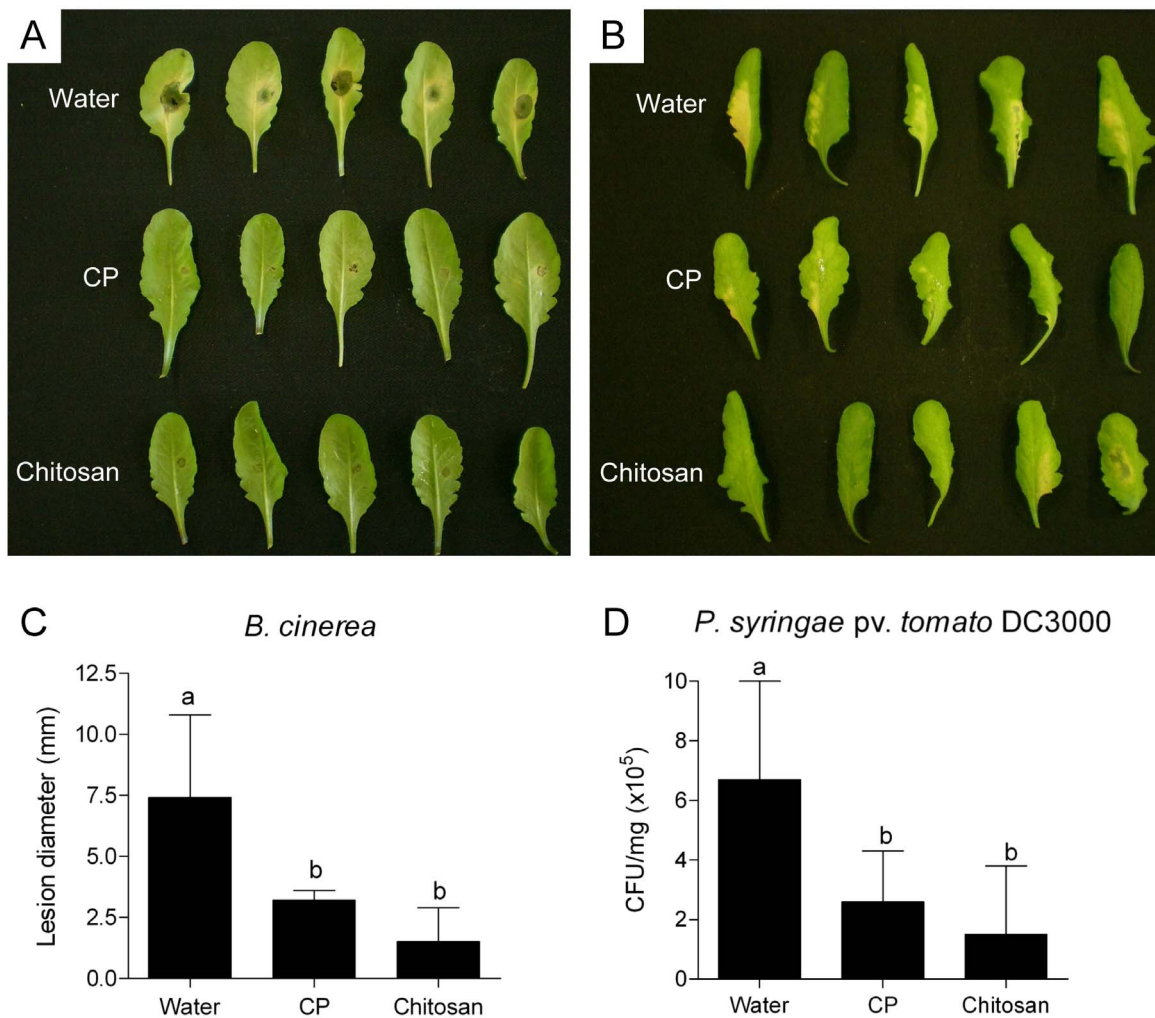 A
Water
CP
Chitosan
B
Water
CP
Chitosan
C
B. cinerea
Lesion diameter (mm)
12.5
10.0
7.5
5.0
2.5
0.0
a
b
b
Water
CP
Chitosan
D
P. syringae pv. tomato DC3000
CFU/mg (x10⁵)
10
8
6
4
2
0
a
b
b
Water
CP
Chitosan